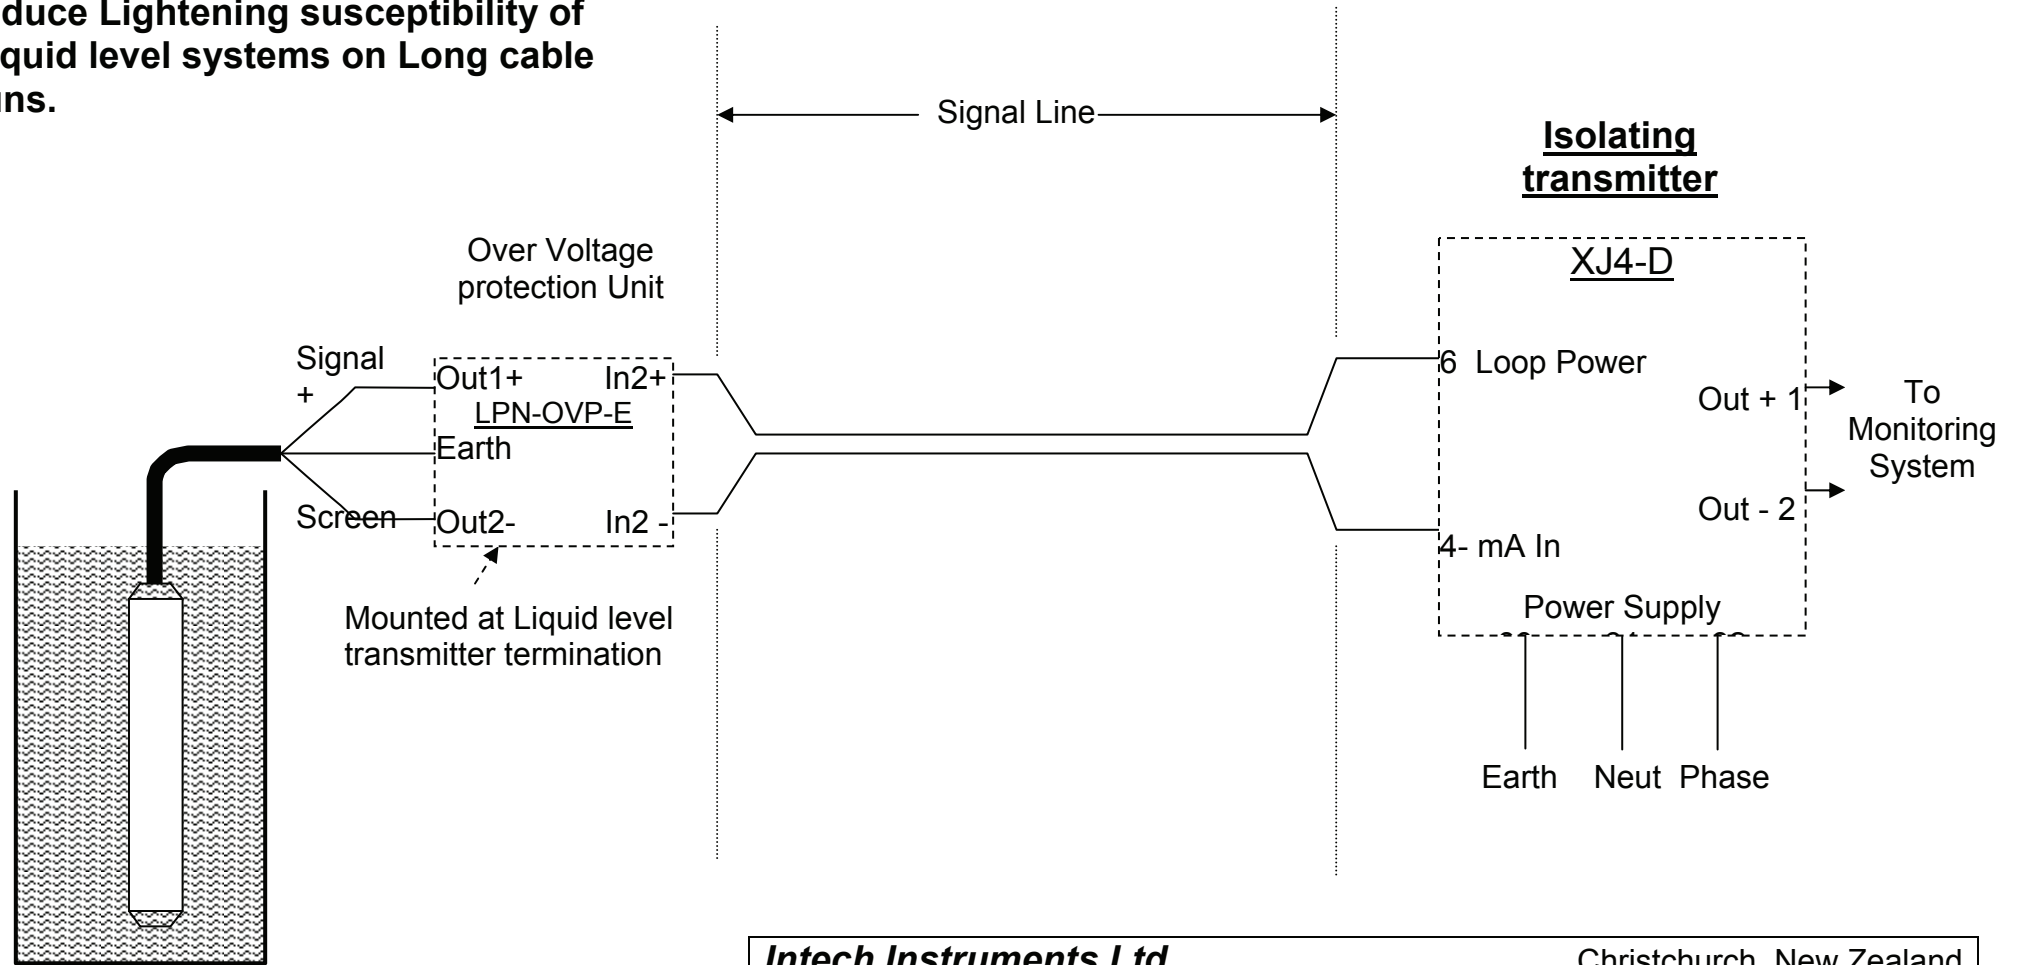 duce Lightening susceptibility of
quid level systems on Long cable
uns.
Signal Line
Isolating
transmitter
Over Voltage
protection Unit
XJ4-D
Signal
+
Out1+ In2+
LPN-OVP-E
Earth
Screen
Out2- In2 -
6 Loop Power
Out + 1
To
Monitoring
System
Out - 2
4- mA In
Mounted at Liquid level
transmitter termination
Power Supply
Earth Neut Phase
Intech Instruments Ltd
Christchurch, New Zealand